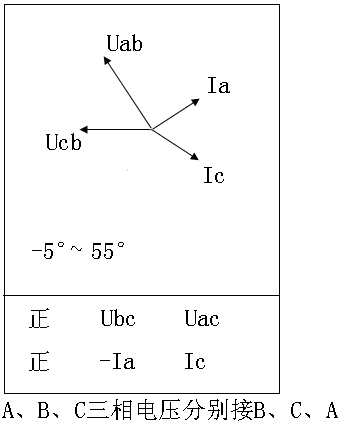 Uab
Ia
Ucb
Ic
-5°~ 55°
正 Ubc Uac
正 -Ia Ic
A、B、C三相电压分别接B、C、A